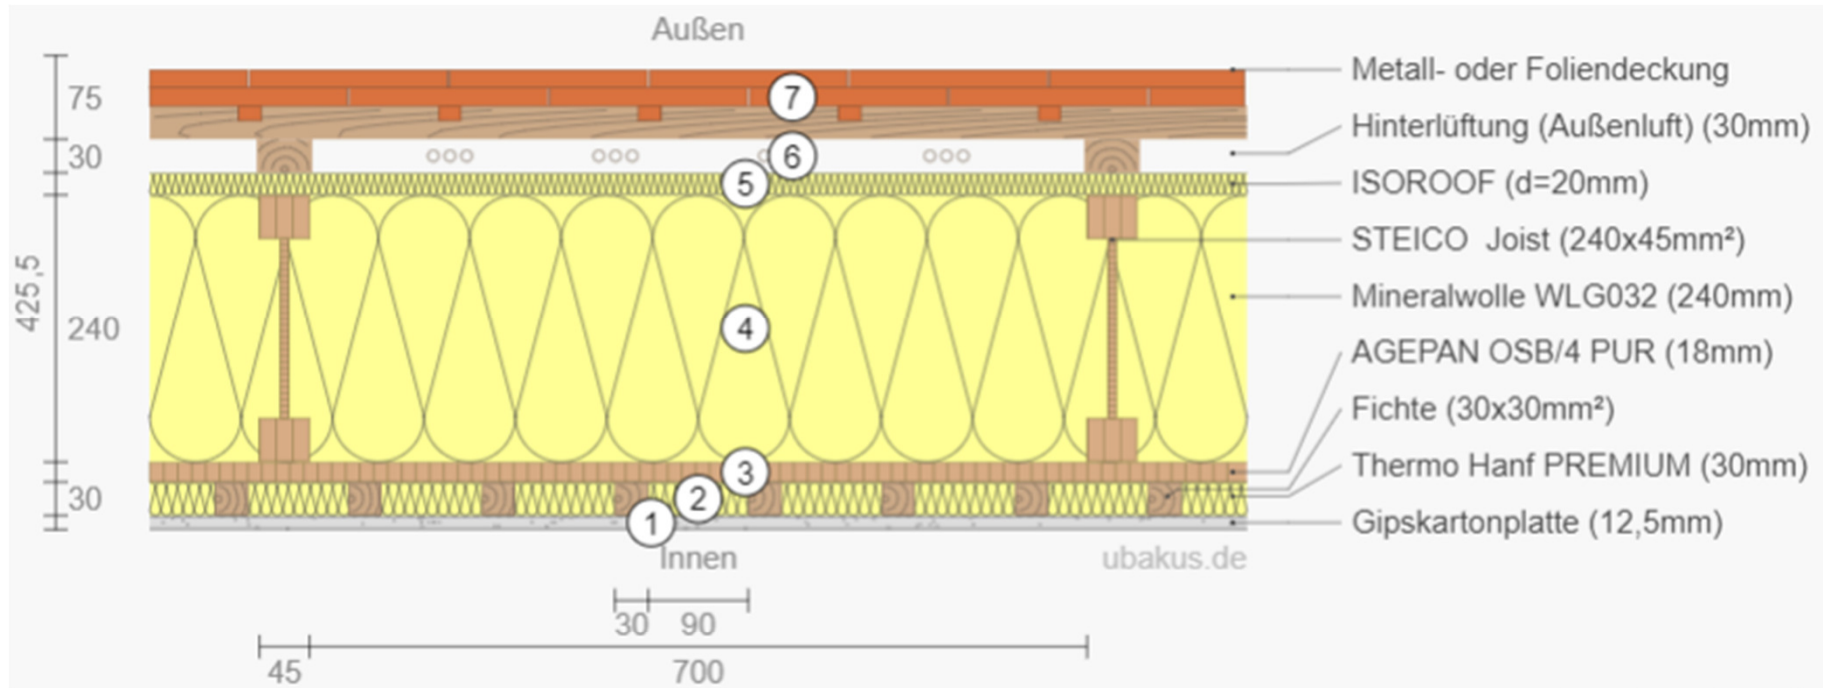 Außen
75
30
425,5
240
30
7
6
5
4
3
2
1
Metall- oder Foliendeckung
Hinterlüftung (Außenluft) (30mm)
ISOROOF (d=20mm)
STEICO Joist (240x45mm²)
Mineralwolle WLG032 (240mm)
AGEPAN OSB/4 PUR (18mm)
Fichte (30x30mm²)
Thermo Hanf PREMIUM (30mm)
Gipskartonplatte (12,5mm)
Innen
ubakus.de
30 90
45 700